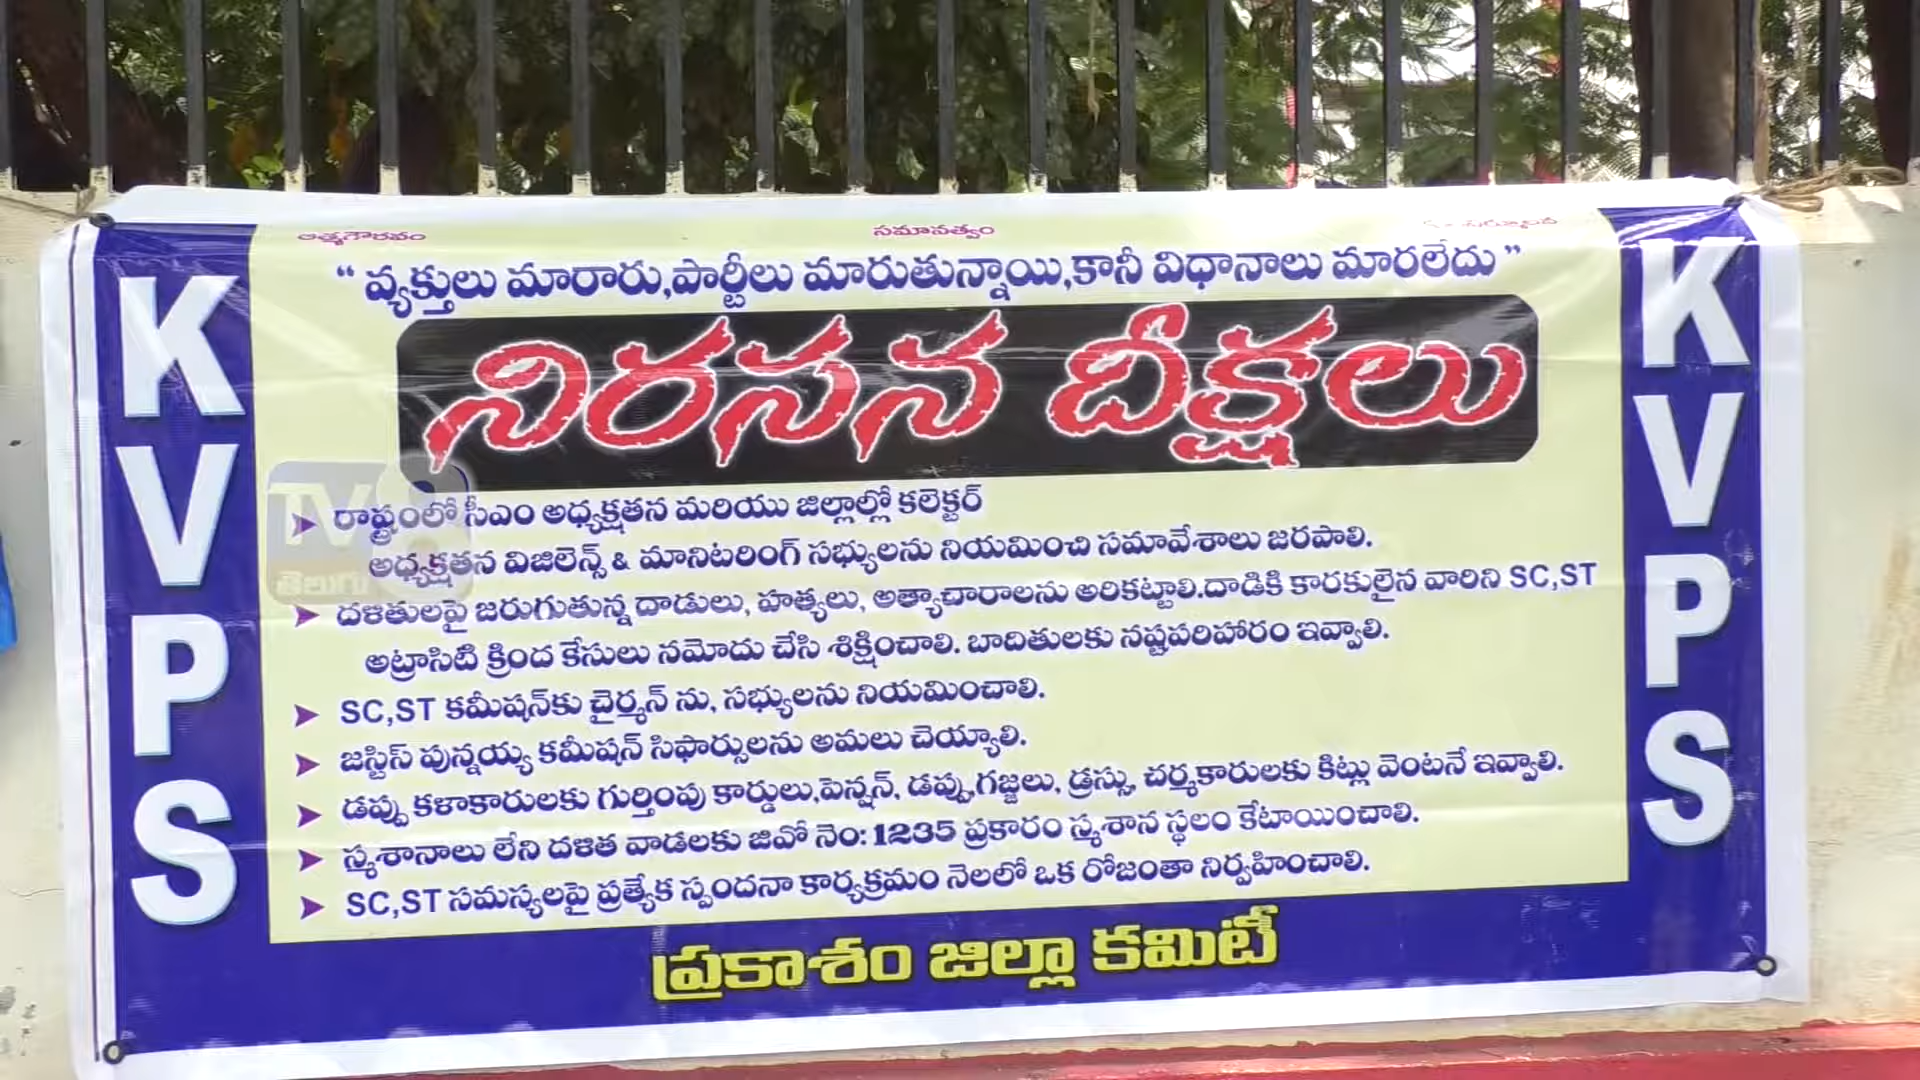 ఆత్మగౌరవం సమానత్వం
“ వ్యక్తులు మారారు,పార్టీలు మారుతున్నాయి,కానీ విధానాలు మారలేదు ”
నిరసన దీక్షలు
KVPS
KVPS
➤ రాష్ట్రంలో సీఎం అధ్యక్షతన మరియు జిల్లాల్లో కలెక్టర్
అధ్యక్షతన విజిలెన్స్ & మానిటరింగ్ సభ్యులను నియమించి సమావేశాలు జరపాలి.
➤ దళితులపై జరుగుతున్న దాడులు, హత్యలు, అత్యాచారాలను అరికట్టాలి.దాడికి కారకులైన వారిని SC,ST
అట్రాసిటి క్రింద కేసులు నమోదు చేసి శిక్షించాలి. బాదితులకు నష్టపరిహారం ఇవ్వాలి.
➤ SC,ST కమీషన్‌కు చైర్మన్ ను, సభ్యులను నియమించాలి.
➤ జస్టిస్ పున్నయ్య కమీషన్ సిఫార్సులను అమలు చెయ్యాలి.
➤ డప్పు కళాకారులకు గుర్తింపు కార్డులు,పెన్షన్, డప్పు,గజ్జలు, డ్రస్సు, చర్మకారులకు కిట్లు వెంటనే ఇవ్వాలి.
➤ స్మశానాలు లేని దళిత వాడలకు జివో నెం: 1235 ప్రకారం స్మశాన స్థలం కేటాయించాలి.
➤ SC,ST సమస్యలపై ప్రత్యేక స్పందనా కార్యక్రమం నెలలో ఒక రోజంతా నిర్వహించాలి.
ప్రకాశం జిల్లా కమిటీ
TV8
తెలుగు